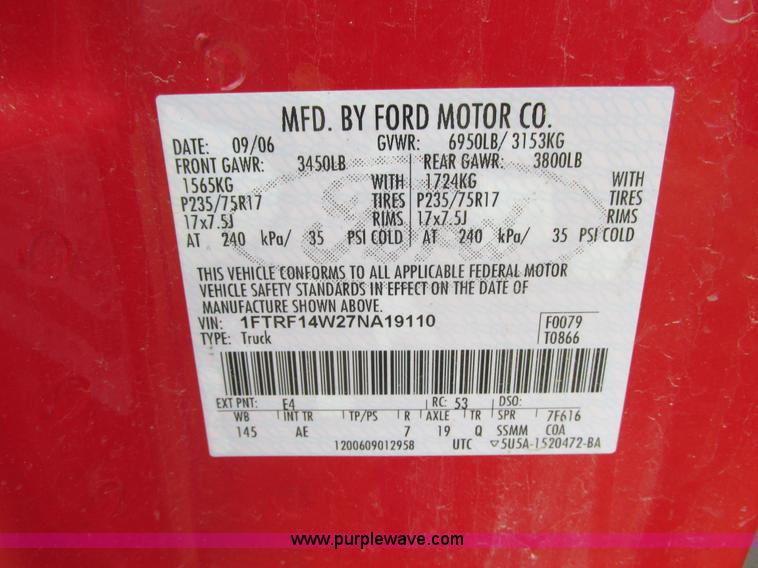 MFD. BY FORD MOTOR CO.
DATE: 09/06 GVWR: 6950LB/ 3153KG
FRONT GAWR: 3450LB REAR GAWR: 3800LB
1565KG WITH 1724KG WITH
P235/75R17 TIRES P235/75R17 TIRES
17x7.5J RIMS 17x7.5J RIMS
AT 240 kPa/ 35 PSI COLD AT 240 kPa/ 35 PSI COLD
THIS VEHICLE CONFORMS TO ALL APPLICABLE FEDERAL MOTOR
VEHICLE SAFETY STANDARDS IN EFFECT ON THE DATE OF
MANUFACTURE SHOWN ABOVE.
VIN: 1FTRF14W27NA19110 F0079
TYPE: Truck T0866
EXT PNT: E4 RC: 53 DSO:
WB INT TR TP/PS R AXLE TR SPR 7F616
145 AE 7 19 Q SSMM COA
1200609012958 UTC ▽5U5A-1520472-BA
www.purplewave.com